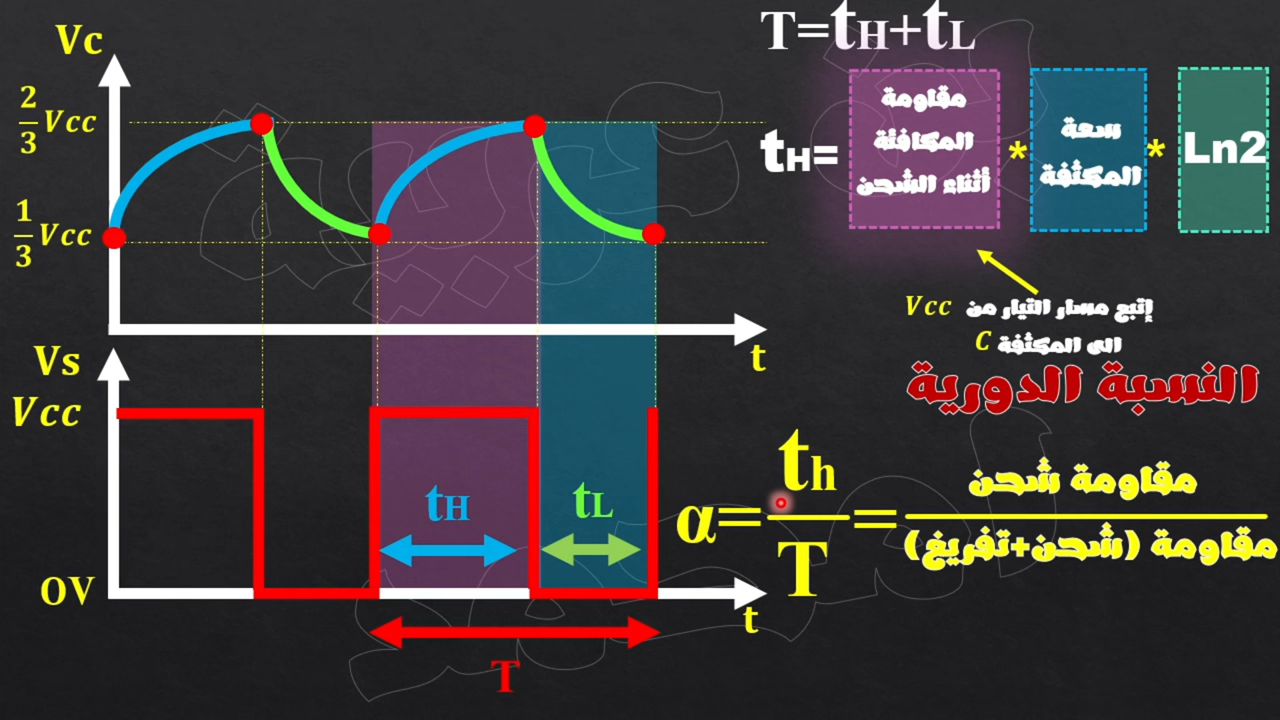 Vc
2/3 Vcc
1/3 Vcc
t
Vs
Vcc
0V
tH
tL
t
T
T=tH+tL
tH= مقاومة المكافئة أثناء الشحن * سعة المكثفة * Ln2
إتبع مسار التيار من Vcc
الى المكثفة C
النسبة الدورية
α= th/T = مقاومة شحن / مقاومة (شحن+تفريغ)